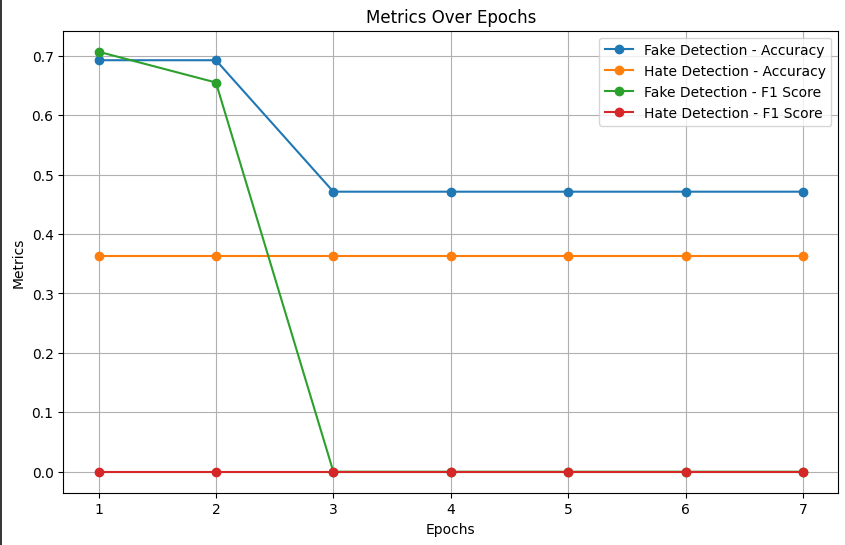 Metrics Over Epochs
Fake Detection - Accuracy
Hate Detection - Accuracy
Fake Detection - F1 Score
Hate Detection - F1 Score
0.7
0.6
0.5
0.4
0.3
0.2
0.1
0.0
Metrics
1 2 3 4 5 6 7
Epochs